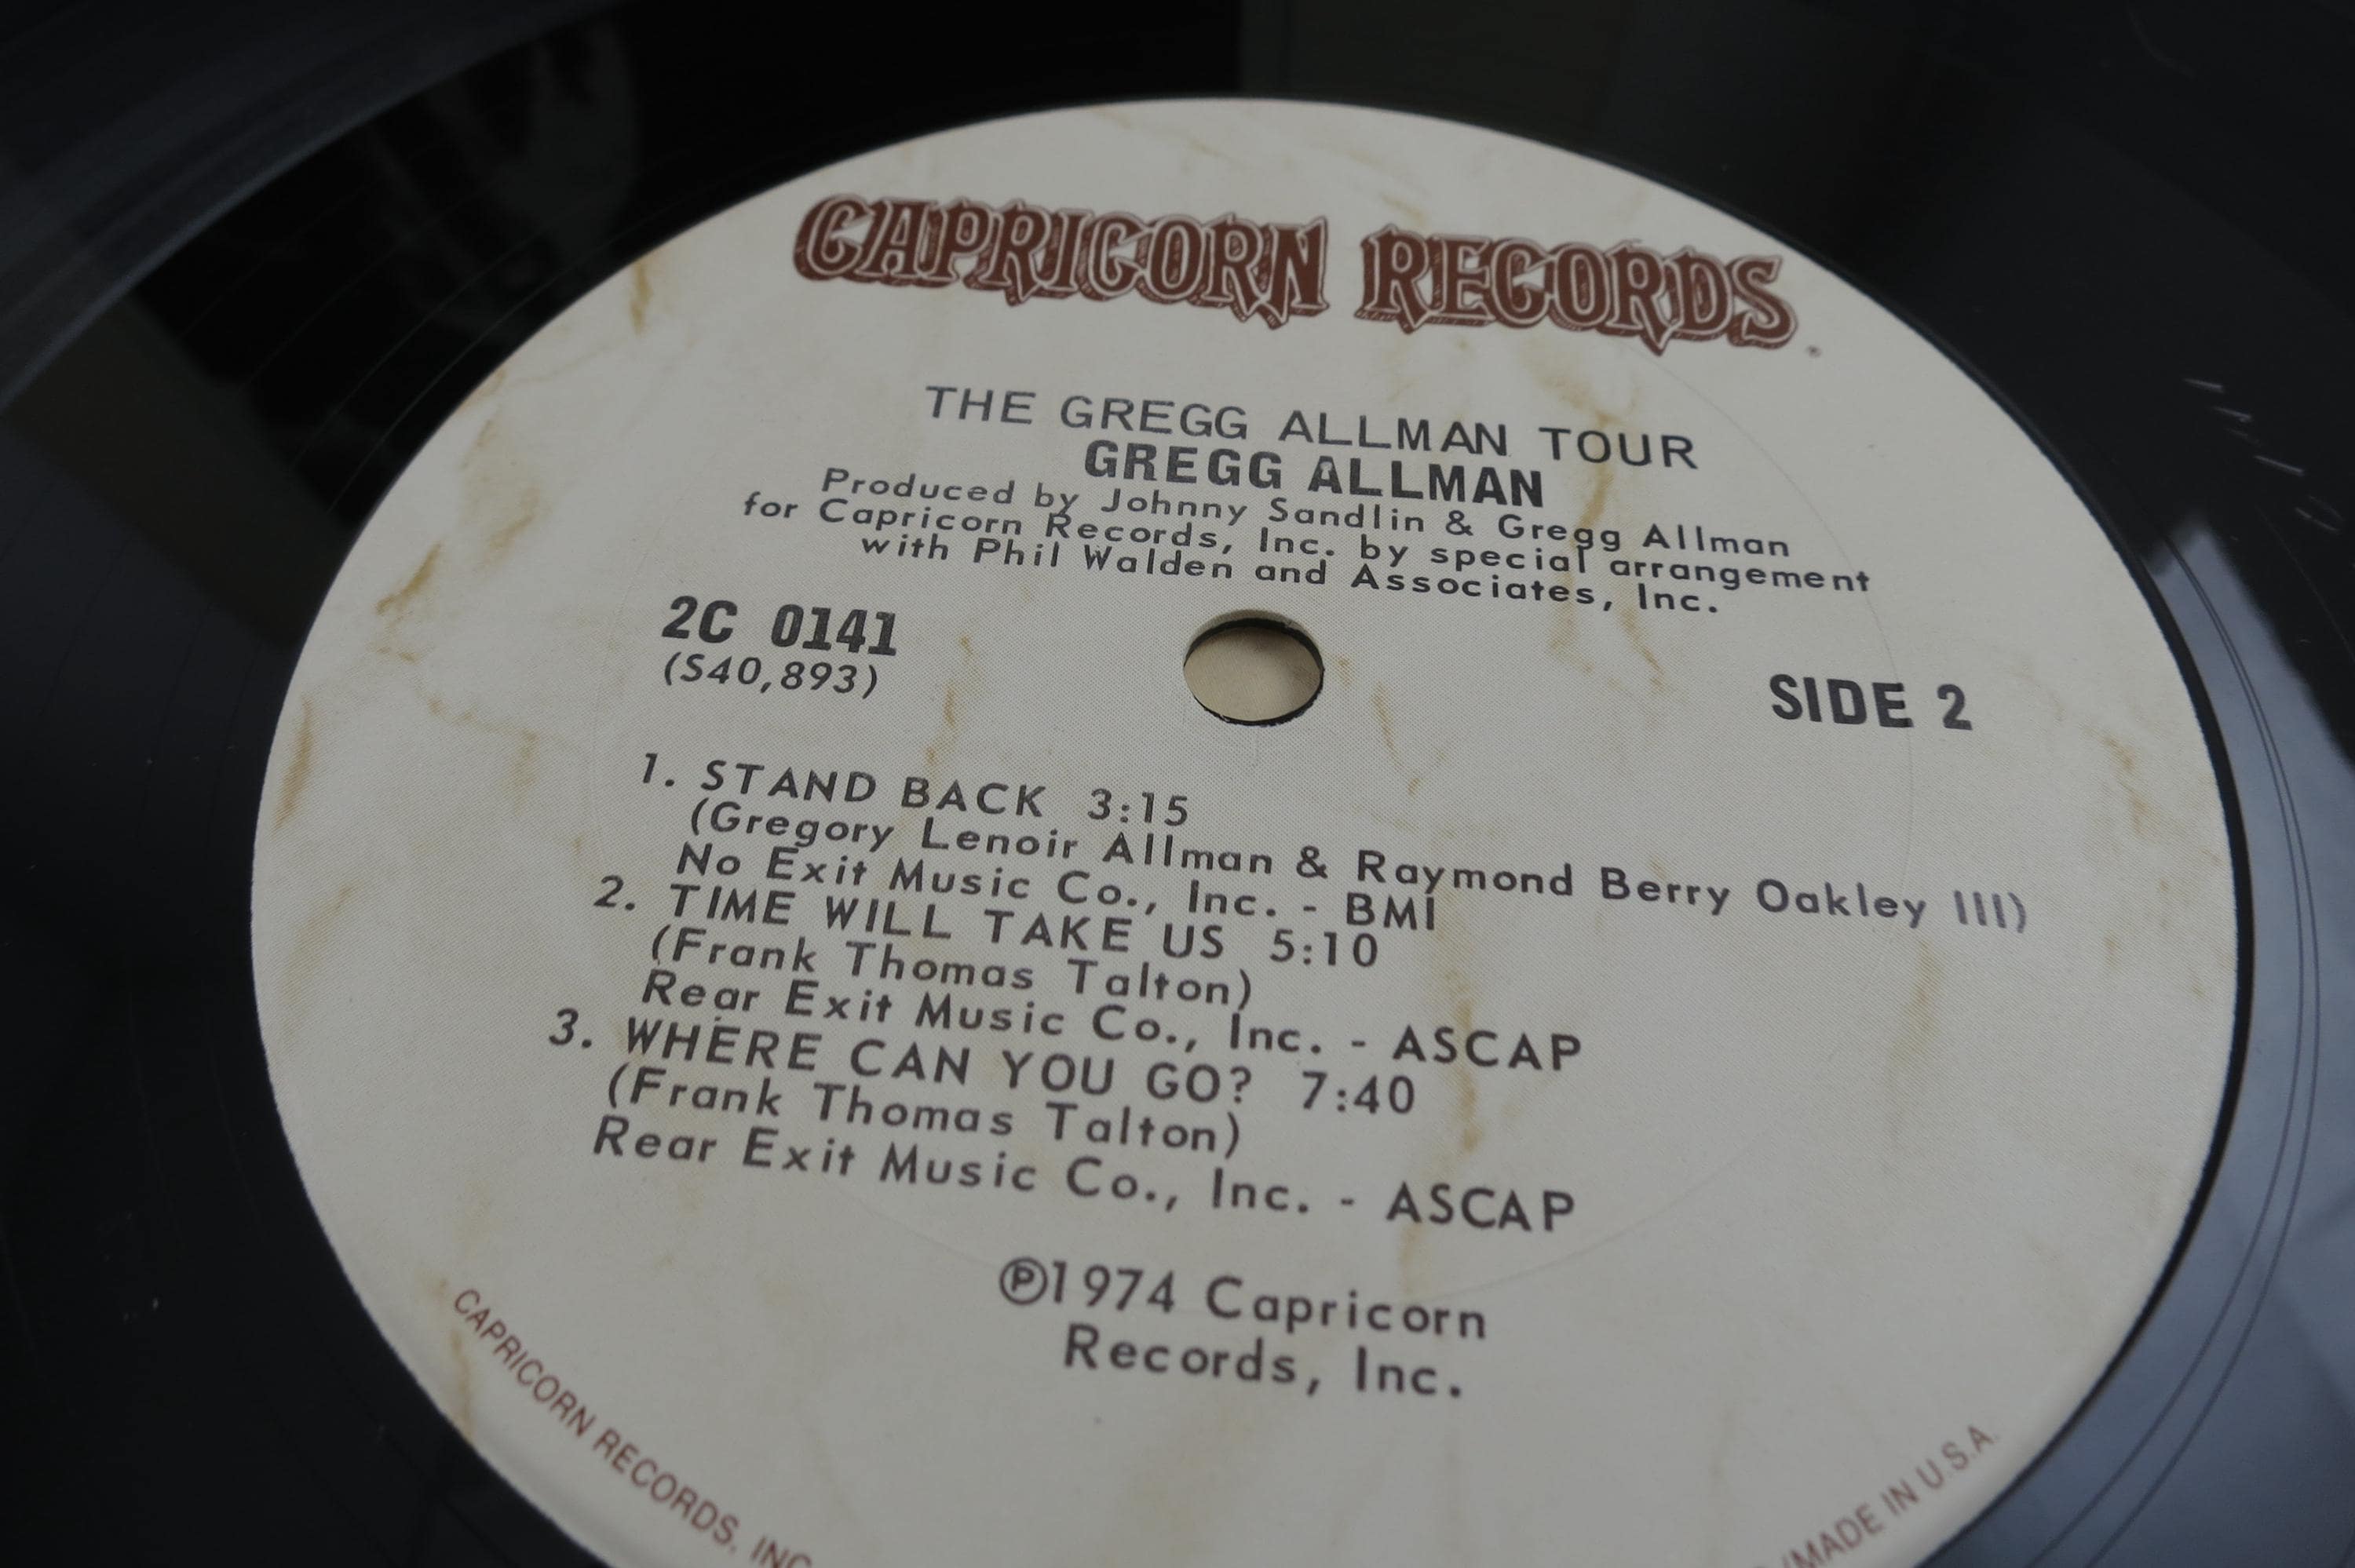 CAPRICORN RECORDS
THE GREGG ALLMAN TOUR
GREGG ALLMAN
Produced by Johnny Sandlin & Gregg Allman
for Capricorn Records, Inc. by special arrangement
with Phil Walden and Associates, Inc.
2C 0141
(S40,893)
SIDE 2
1. STAND BACK 3:15
(Gregory Lenoir Allman & Raymond Berry Oakley III)
No Exit Music Co., Inc. - BMI
2. TIME WILL TAKE US 5:10
(Frank Thomas Talton)
Rear Exit Music Co., Inc. - ASCAP
3. WHERE CAN YOU GO? 7:40
(Frank Thomas Talton)
Rear Exit Music Co., Inc. - ASCAP
℗1974 Capricorn
Records, Inc.
CAPRICORN RECORDS, INC
/MADE IN U.S.A.